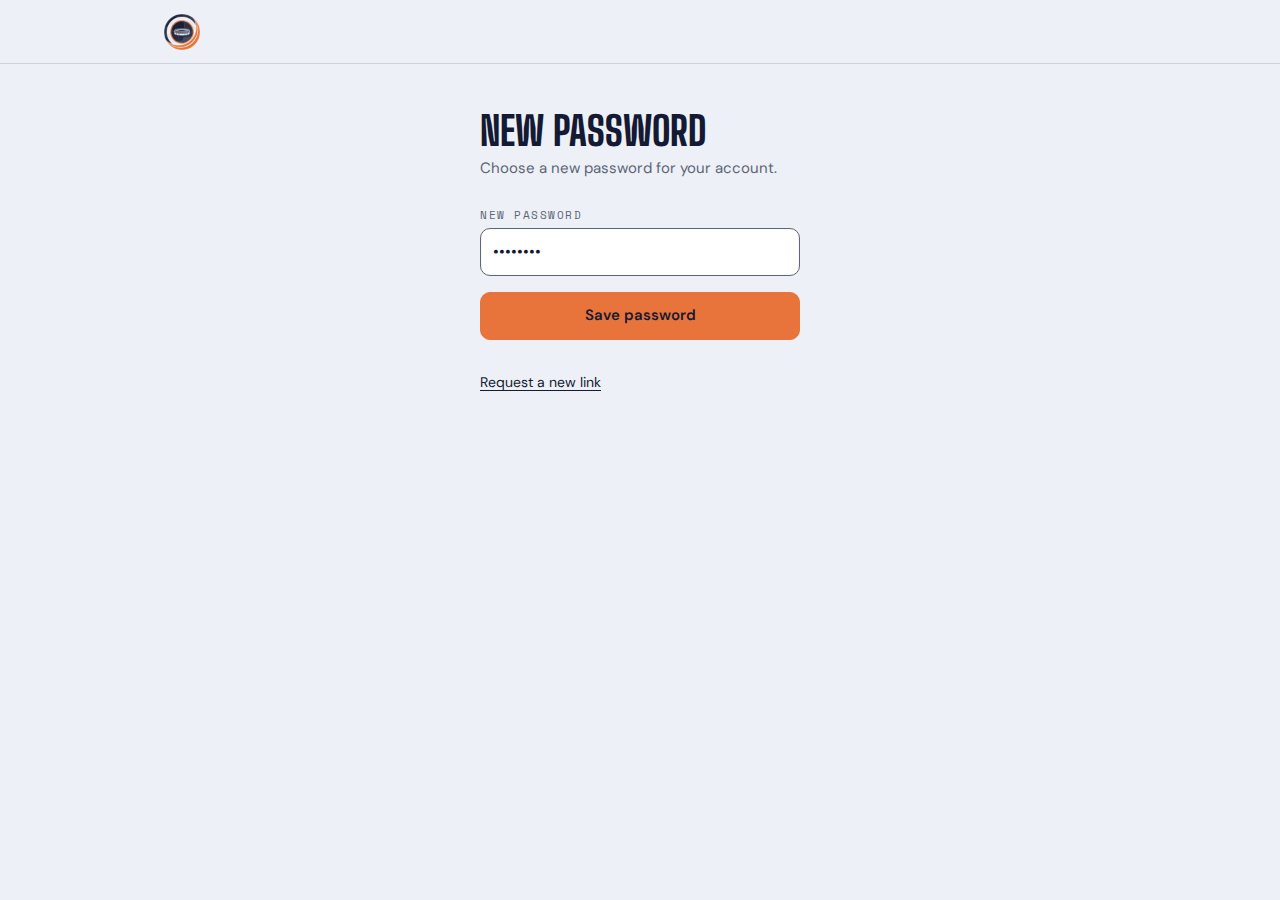 NEW PASSWORD
Choose a new password for your account.
NEW PASSWORD
••••••••
Save password
Request a new link